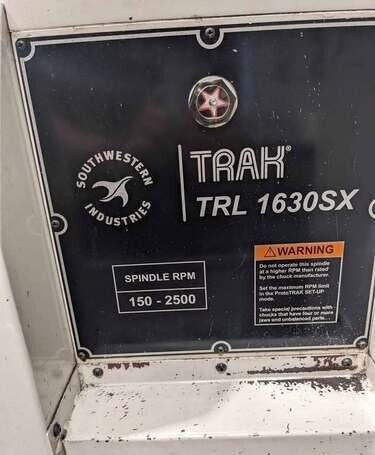 SOUTHWESTERN
INDUSTRIES
TRAK®
TRL 1630SX
SPINDLE RPM
150 - 2500
WARNING
Do not operate this spindle
at a higher RPM then rated
by the chuck manufacturer.
Set the maximum RPM limit
in the ProtoTRAK SET-UP
mode.
Take special precautions with
chucks that have four or more
jaws and unbalanced parts...